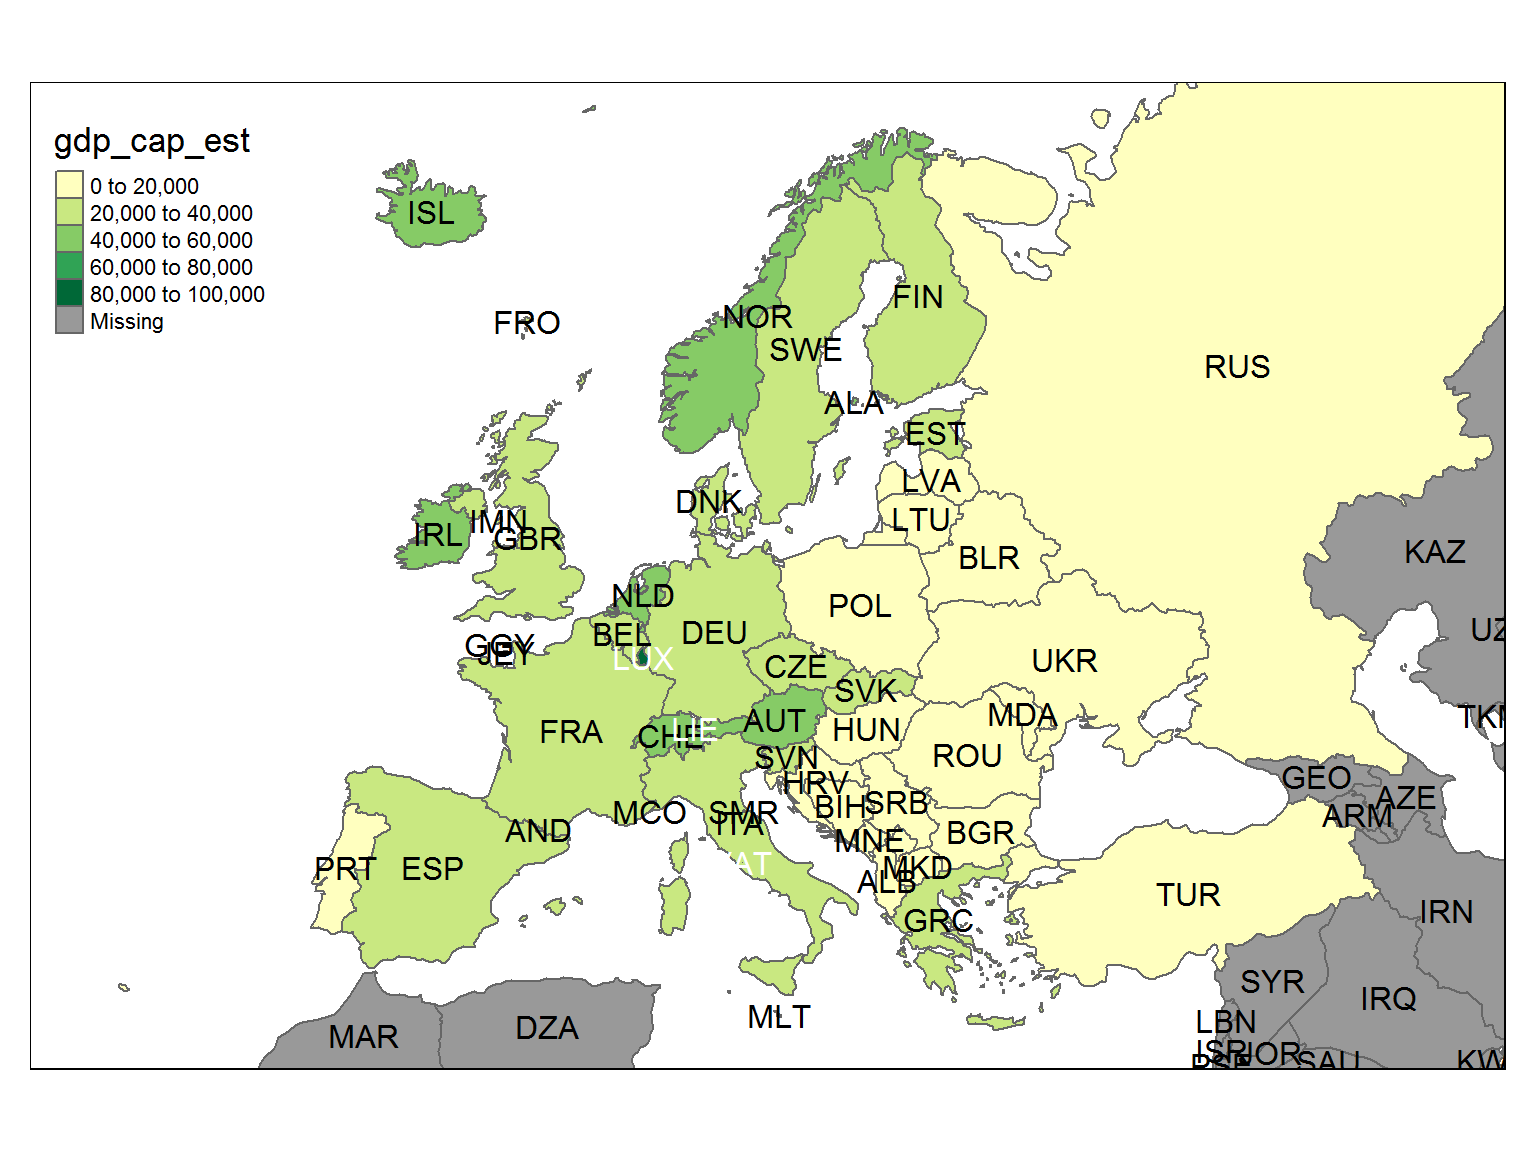 gdp_cap_est
0 to 20,000
20,000 to 40,000
40,000 to 60,000
60,000 to 80,000
80,000 to 100,000
Missing
ISL
FRO
NOR
FIN
SWE
RUS
ALA
EST
LVA
DNK
LTU
IMN
IRL
GBR
BLR
KAZ
NLD
POL
BEL
DEU
UZ
GGY
JEY
LUX
CZE
UKR
SVK
FRA
CHE
LIE
AUT
HUN
MDA
TKM
ROU
SVN
HRV
GEO
AZE
MCO
SMR
ITA
BIH
SRB
ARM
AND
MNE
BGR
PRT
ESP
VAT
MKD
ALB
TUR
GRC
IRN
SYR
IRQ
MLT
LBN
MAR
DZA
ISR
JOR
PSE
SAU
KW